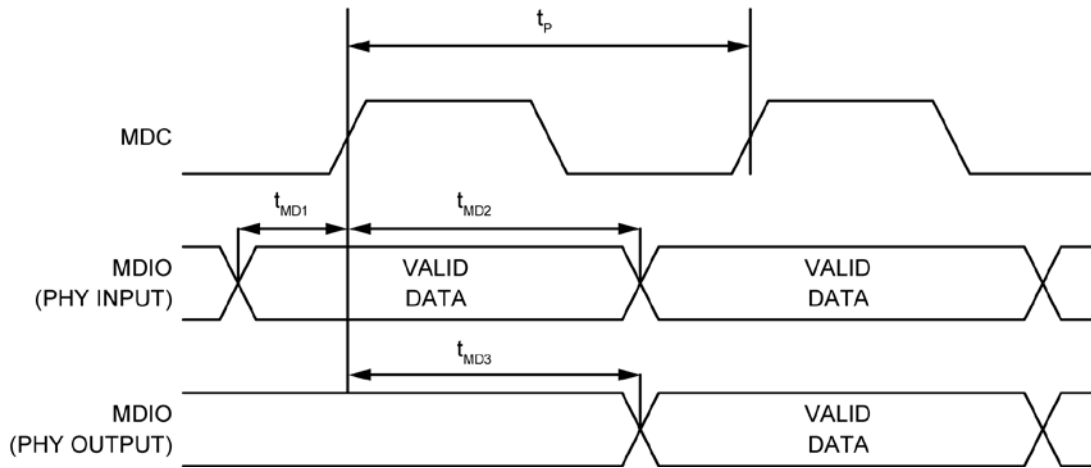 tP
MDC
tMD1
tMD2
MDIO
(PHY INPUT)
VALID
DATA
VALID
DATA
tMD3
MDIO
(PHY OUTPUT)
VALID
DATA